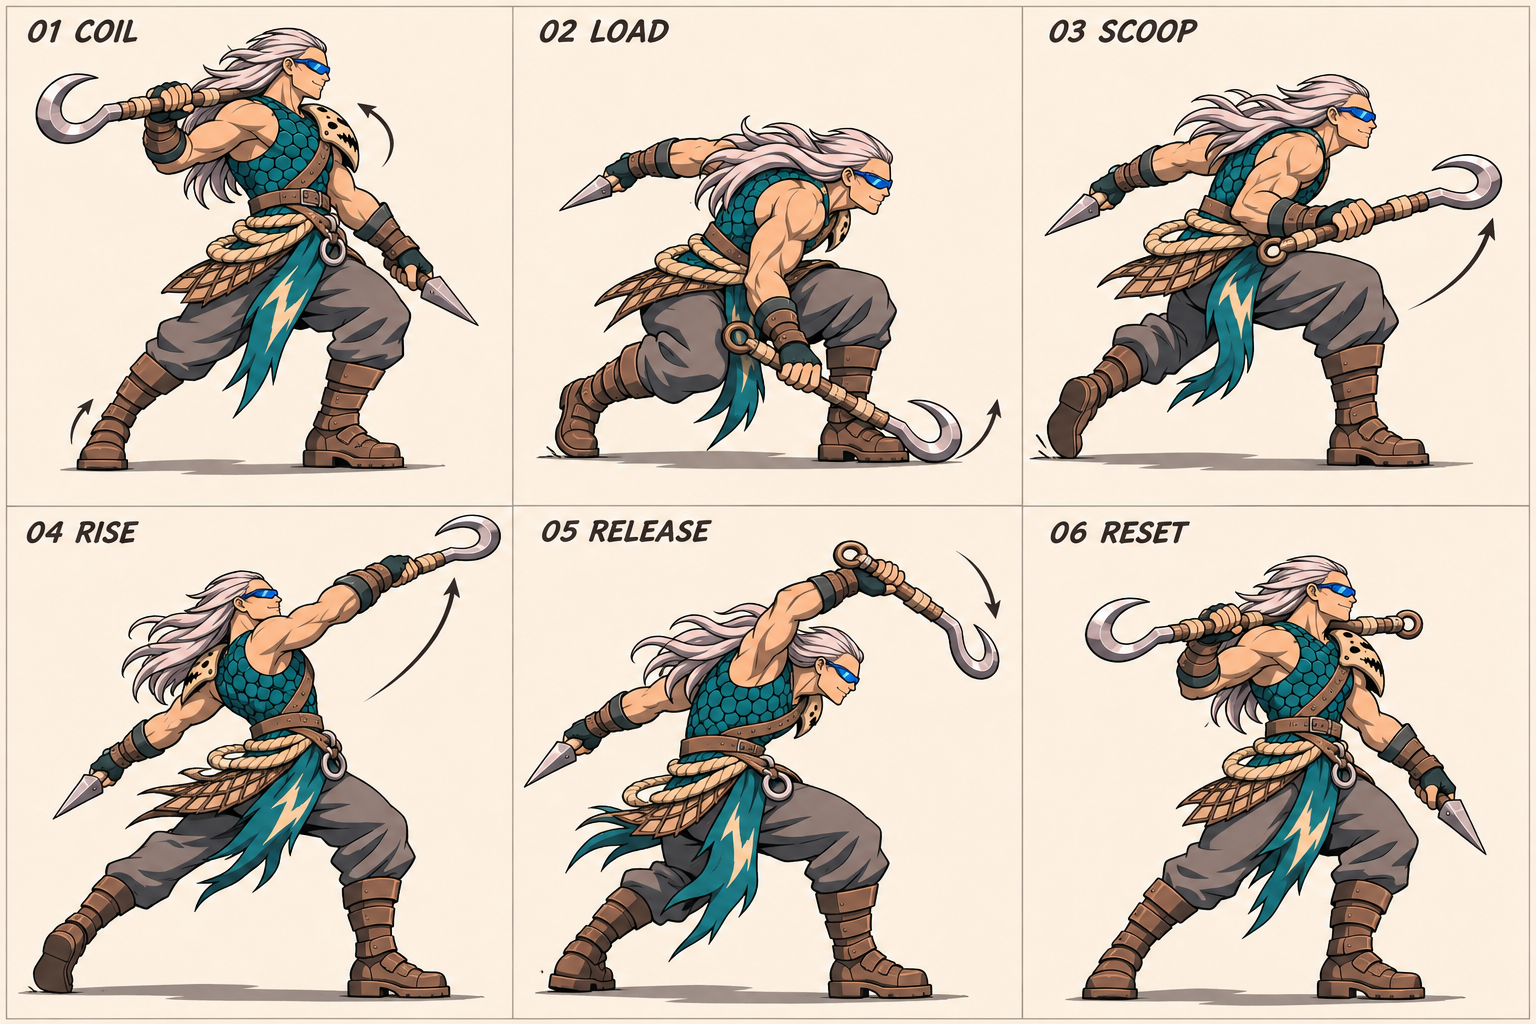 01 COIL
02 LOAD
03 SCOOP
04 RISE
05 RELEASE
06 RESET